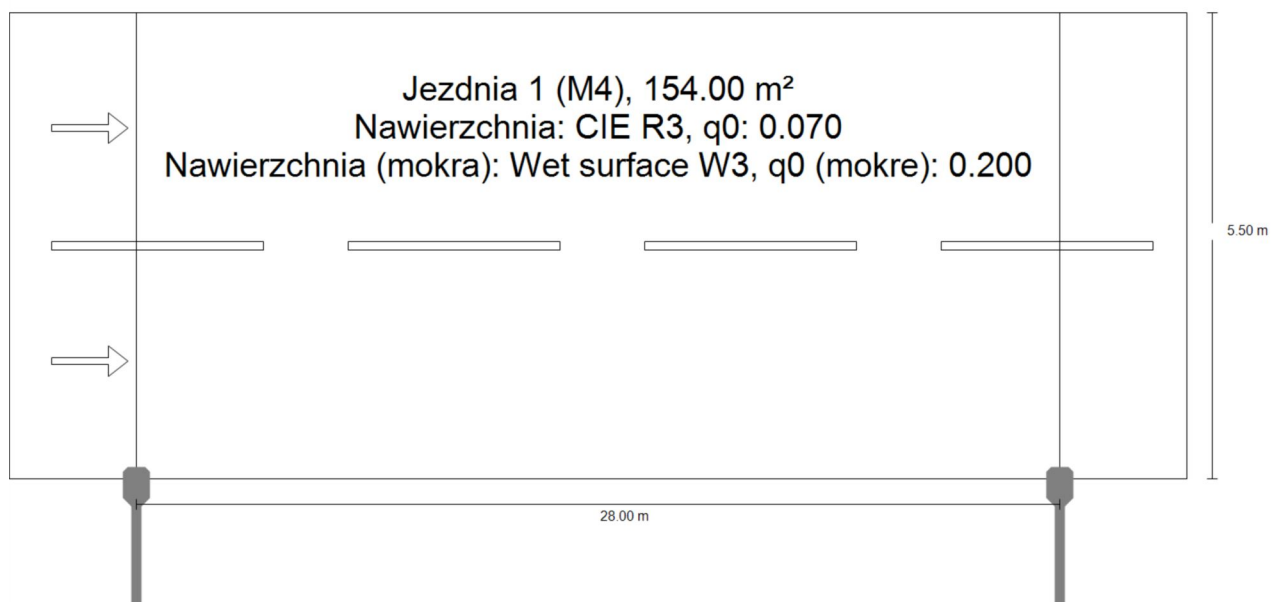 Jezdnia 1 (M4), 154.00 m²
Nawierzchnia: CIE R3, q0: 0.070
Nawierzchnia (mokra): Wet surface W3, q0 (mokre): 0.200
5.50 m
28.00 m